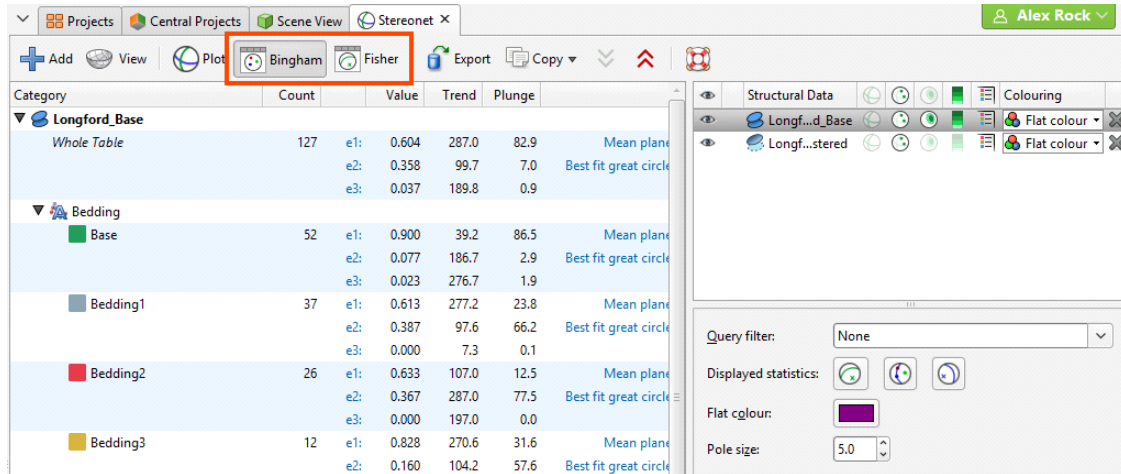 Projects Central Projects Scene View Stereonet Alex Rock
Add View Plot Bingham Fisher Export Copy
Category Count Value Trend Plunge
Longford_Base
Whole Table 127 e1: 0.604 287.0 82.9 Mean plane
e2: 0.358 99.7 7.0 Best fit great circle
e3: 0.037 189.8 0.9
Bedding
Base 52 e1: 0.900 39.2 86.5 Mean plane
e2: 0.077 186.7 2.9 Best fit great circle
e3: 0.023 276.7 1.9
Bedding1 37 e1: 0.613 277.2 23.8 Mean plane
e2: 0.387 97.6 66.2 Best fit great circle
e3: 0.000 7.3 0.1
Bedding2 26 e1: 0.633 107.0 12.5 Mean plane
e2: 0.367 287.0 77.5 Best fit great circle
e3: 0.000 197.0 0.0
Bedding3 12 e1: 0.828 270.6 31.6 Mean plane
e2: 0.160 104.2 57.6 Best fit great circle
Structural Data Colouring
Longf...d_Base Flat colour
Longf...stered Flat colour
Query filter: None
Displayed statistics:
Flat colour:
Pole size: 5.0